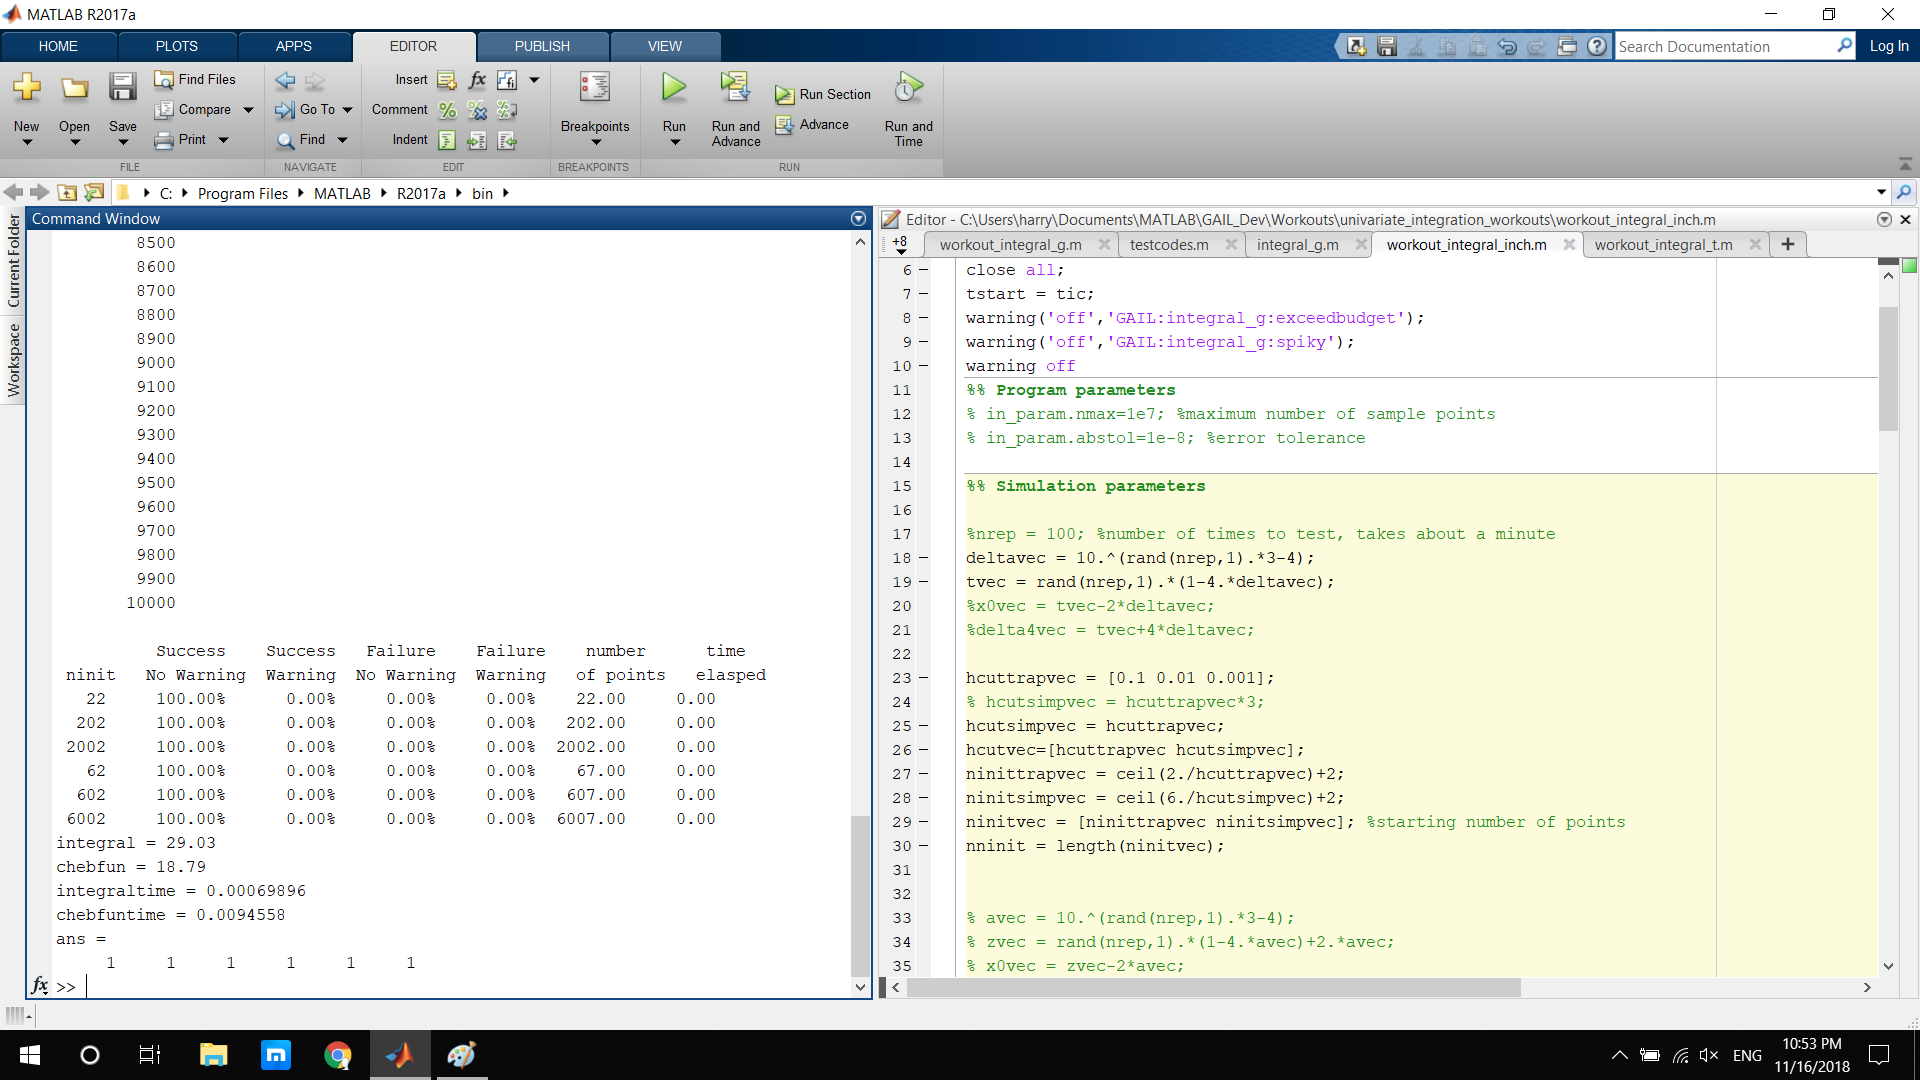 MATLAB R2017a
HOME PLOTS APPS EDITOR PUBLISH VIEW Search Documentation Log In
New Open Save Find Files Compare Print
FILE
Go To Find
NAVIGATE
Insert fx
Comment
Indent
EDIT
Breakpoints
BREAKPOINTS
Run Run and Advance Run Section Advance Run and Time
RUN
C: Program Files MATLAB R2017a bin
Current Folder
Workspace
Command Window
8500
8600
8700
8800
8900
9000
9100
9200
9300
9400
9500
9600
9700
9800
9900
10000
Success Success Failure Failure number time
ninit No Warning Warning No Warning Warning of points elasped
22 100.00% 0.00% 0.00% 0.00% 22.00 0.00
202 100.00% 0.00% 0.00% 0.00% 202.00 0.00
2002 100.00% 0.00% 0.00% 0.00% 2002.00 0.00
62 100.00% 0.00% 0.00% 0.00% 67.00 0.00
602 100.00% 0.00% 0.00% 0.00% 607.00 0.00
6002 100.00% 0.00% 0.00% 0.00% 6007.00 0.00
integral = 29.03
chebfun = 18.79
integraltime = 0.00069896
chebfuntime = 0.0094558
ans =
1 1 1 1 1 1
fx >>
Editor - C:\Users\harry\Documents\MATLAB\GAIL_Dev\Workouts\univariate_integration_workouts\workout_integral_inch.m
+8 workout_integral_g.m testcodes.m integral_g.m workout_integral_inch.m workout_integral_t.m +
6 – close all;
7 – tstart = tic;
8 – warning('off','GAIL:integral_g:exceedbudget');
9 – warning('off','GAIL:integral_g:spiky');
10 – warning off
11 %% Program parameters
12 % in_param.nmax=1e7; %maximum number of sample points
13 % in_param.abstol=1e-8; %error tolerance
14
15 %% Simulation parameters
16
17 %nrep = 100; %number of times to test, takes about a minute
18 – deltavec = 10.^(rand(nrep,1).*3-4);
19 – tvec = rand(nrep,1).*(1-4.*deltavec);
20 %x0vec = tvec-2*deltavec;
21 %delta4vec = tvec+4*deltavec;
22
23 – hcuttrapvec = [0.1 0.01 0.001];
24 % hcutsimpvec = hcuttrapvec*3;
25 – hcutsimpvec = hcuttrapvec;
26 – hcutvec=[hcuttrapvec hcutsimpvec];
27 – ninittrapvec = ceil(2./hcuttrapvec)+2;
28 – ninitsimpvec = ceil(6./hcutsimpvec)+2;
29 – ninitvec = [ninittrapvec ninitsimpvec]; %starting number of points
30 – nninit = length(ninitvec);
31
32
33 % avec = 10.^(rand(nrep,1).*3-4);
34 % zvec = rand(nrep,1).*(1-4.*avec)+2.*avec;
35 % x0vec = zvec-2*avec;
ENG
10:53 PM
11/16/2018